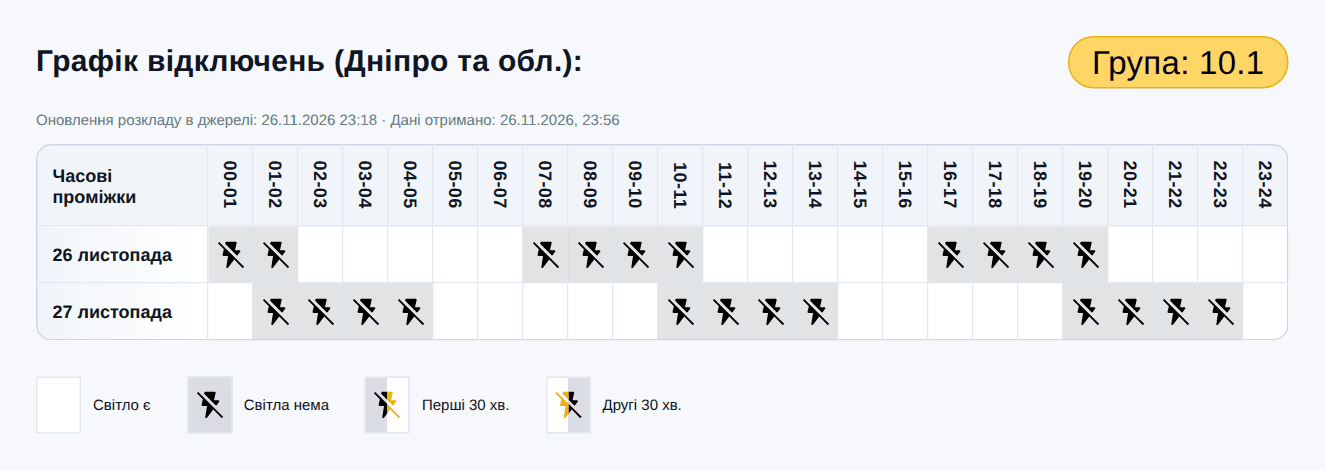 Графік відключень (Дніпро та обл.):
Група: 10.1
Оновлення розкладу в джерелі: 26.11.2026 23:18 · Дані отримано: 26.11.2026, 23:56
Часові
проміжки
00-01
01-02
02-03
03-04
04-05
05-06
06-07
07-08
08-09
09-10
10-11
11-12
12-13
13-14
14-15
15-16
16-17
17-18
18-19
19-20
20-21
21-22
22-23
23-24
26 листопада
27 листопада
Світло є
Світла нема
Перші 30 хв.
Другі 30 хв.